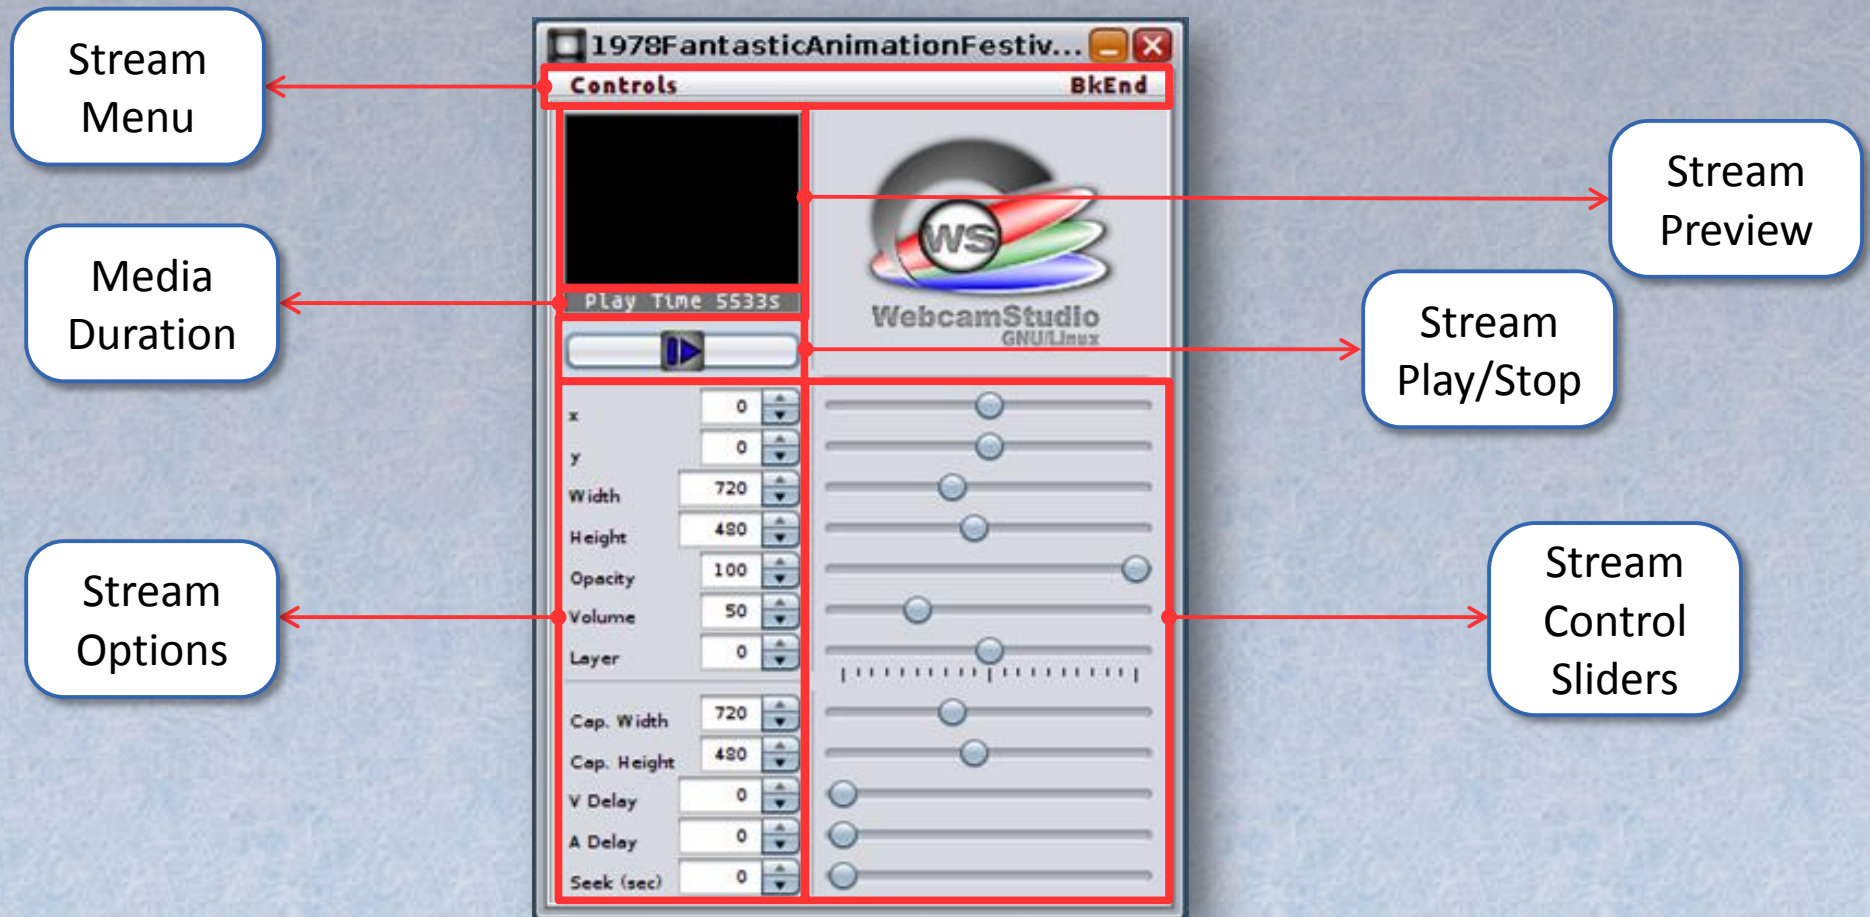 Stream
Menu
Media
Duration
Stream
Options
1978FantasticAnimationFestiv...
Controls
BkEnd
Play Time 5533s
WS
WebcamStudio
GNU/Linux
x 0
y 0
Width 720
Height 480
Opacity 100
Volume 50
Layer 0
Cap. Width 720
Cap. Height 480
V Delay 0
A Delay 0
Seek (sec) 0
Stream
Preview
Stream
Play/Stop
Stream
Control
Sliders